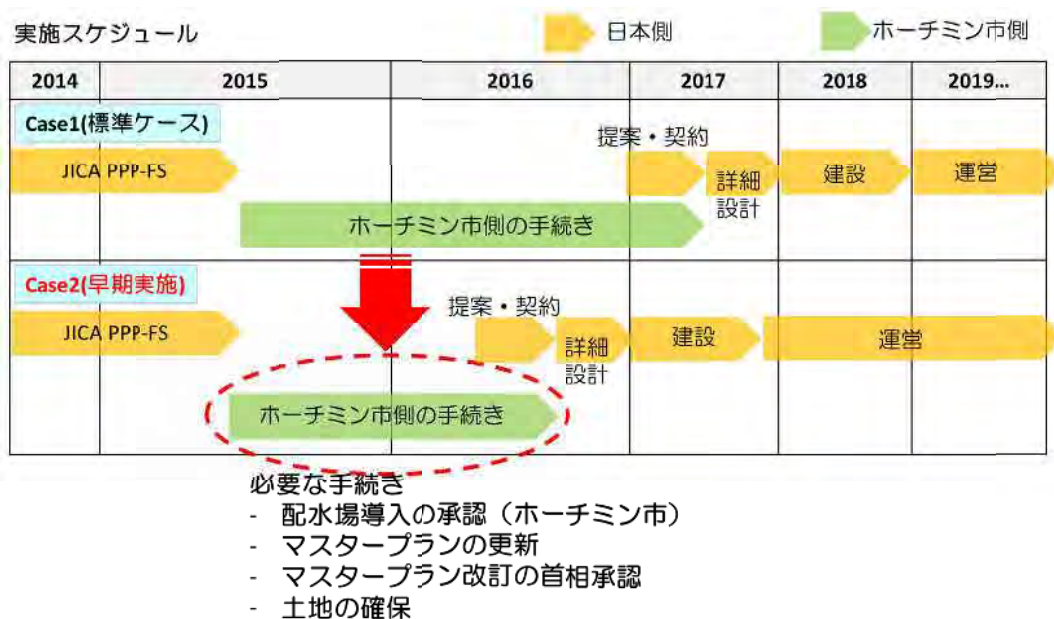 実施スケジュール
日本側
ホーチミン市側
2014 2015 2016 2017 2018 2019...
Case1(標準ケース)
提案・契約
JICA PPP-FS
詳細
設計
建設
運営
ホーチミン市側の手続き
Case2(早期実施)
提案・契約
JICA PPP-FS
詳細
設計
建設
運営
ホーチミン市側の手続き
必要な手続き
- 配水場導入の承認（ホーチミン市）
- マスタープランの更新
- マスタープラン改訂の首相承認
- 土地の確保